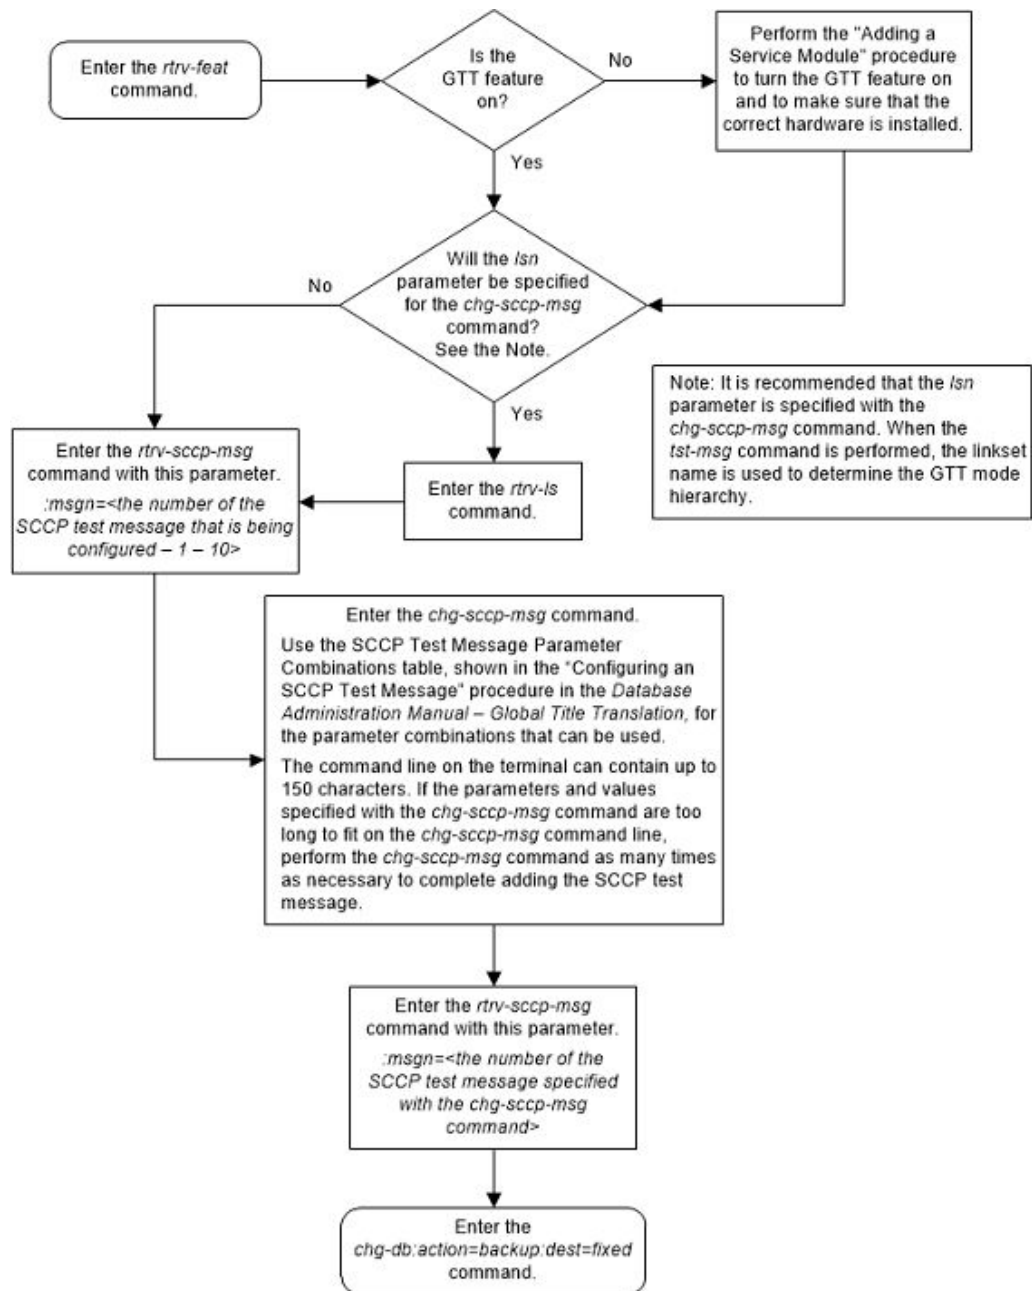 Enter the rtrv-feat
command.
Is the
GTT feature
on?
No
Perform the "Adding a
Service Module" procedure
to turn the GTT feature on
and to make sure that the
correct hardware is installed.
Yes
Will the lsn
parameter be specified
for the chg-sccp-msg
command?
See the Note.
No
Yes
Note: It is recommended that the lsn
parameter is specified with the
chg-sccp-msg command. When the
tst-msg command is performed, the linkset
name is used to determine the GTT mode
hierarchy.
Enter the rtrv-ls
command.
Enter the rtrv-sccp-msg
command with this parameter.
:msgn=<the number of the
SCCP test message that is being
configured – 1 – 10>
Enter the chg-sccp-msg command.
Use the SCCP Test Message Parameter
Combinations table, shown in the “Configuring an
SCCP Test Message” procedure in the Database
Administration Manual – Global Title Translation, for
the parameter combinations that can be used.
The command line on the terminal can contain up to
150 characters. If the parameters and values
specified with the chg-sccp-msg command are too
long to fit on the chg-sccp-msg command line,
perform the chg-sccp-msg command as many times
as necessary to complete adding the SCCP test
message.
Enter the rtrv-sccp-msg
command with this parameter.
:msgn=<the number of the
SCCP test message specified
with the chg-sccp-msg
command>
Enter the
chg-db:action=backup:dest=fixed
command.